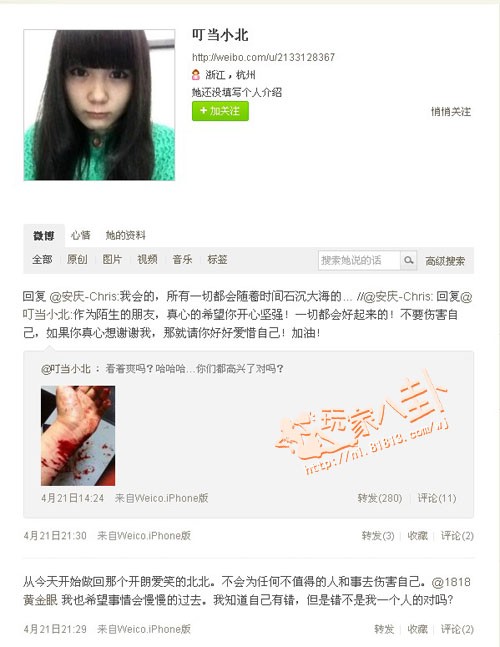 叮当小北
http://weibo.com/u/2133128367
浙江，杭州
她还没填写个人介绍
+ 加关注
悄悄关注
微博 心情 她的资料
全部 原创 图片 视频 音乐 标签 搜索她说的话 高级搜索
回复 @安庆-Chris:我会的，所有一切都会随着时间石沉大海的... //@安庆-Chris: 回复@
叮当小北:作为陌生的朋友，真心的希望你开心坚强！一切都会好起来的！不要伤害自
己，如果你真心想谢谢我，那就请你好好爱惜自己！加油！
@叮当小北 ：看着爽吗？哈哈哈...你们都高兴了对吗？
玩家八卦
4月21日14:24 来自Weico.iPhone版 转发(280) 评论(11)
4月21日21:30 来自Weico.iPhone版 转发(3) 收藏 评论(2)
从今天开始做回那个开朗爱笑的北北。不会为任何不值得的人和事去伤害自己。@1818
黄金眼 我也希望事情会慢慢的过去。我知道自己有错，但是错不是我一个人的对吗？
4月21日21:29 来自Weico.iPhone版 转发 收藏 评论(2)